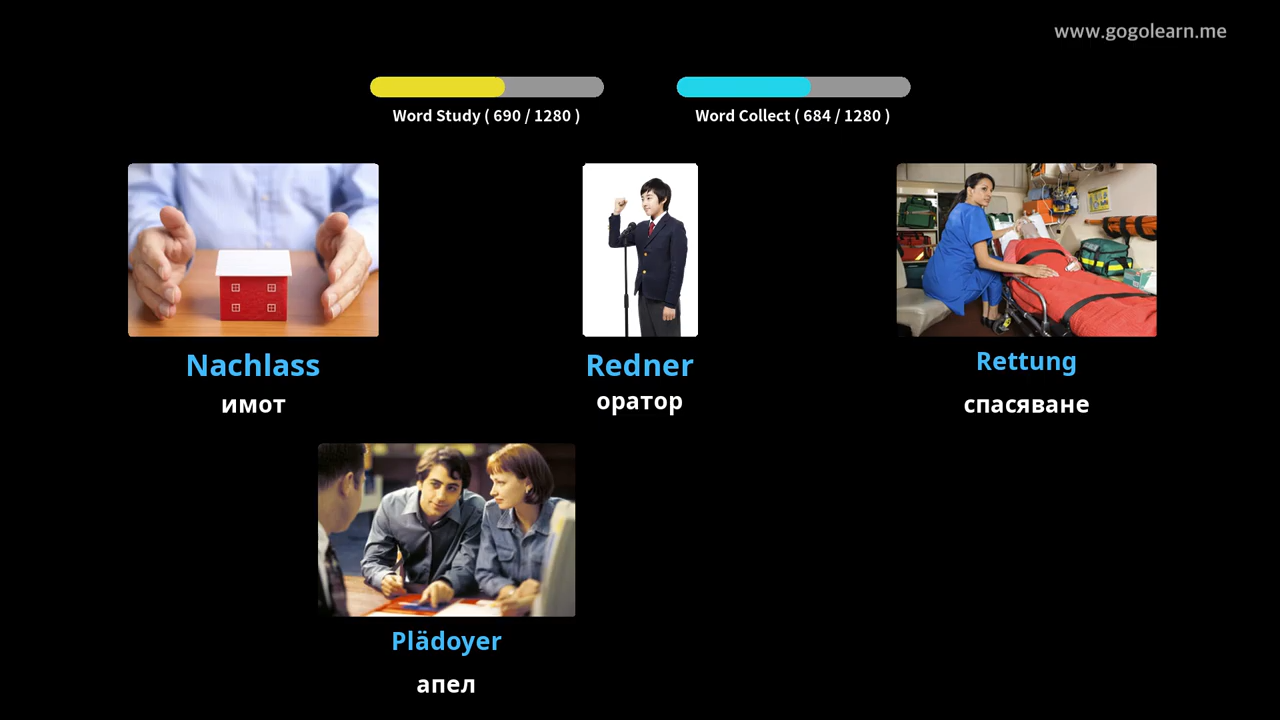 www.gogolearn.me
Word Study ( 690 / 1280 )
Word Collect ( 684 / 1280 )
Nachlass
имот
Redner
оратор
Rettung
спасяване
Plädoyer
апел